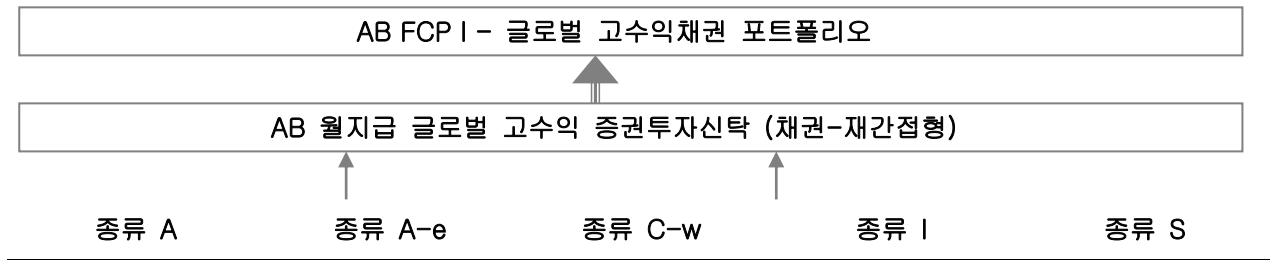 AB FCP I - 글로벌 고수익채권 포트폴리오
AB 월지급 글로벌 고수익 증권투자신탁 (채권-재간접형)
종류 A 종류 A-e 종류 C-w 종류 I 종류 S